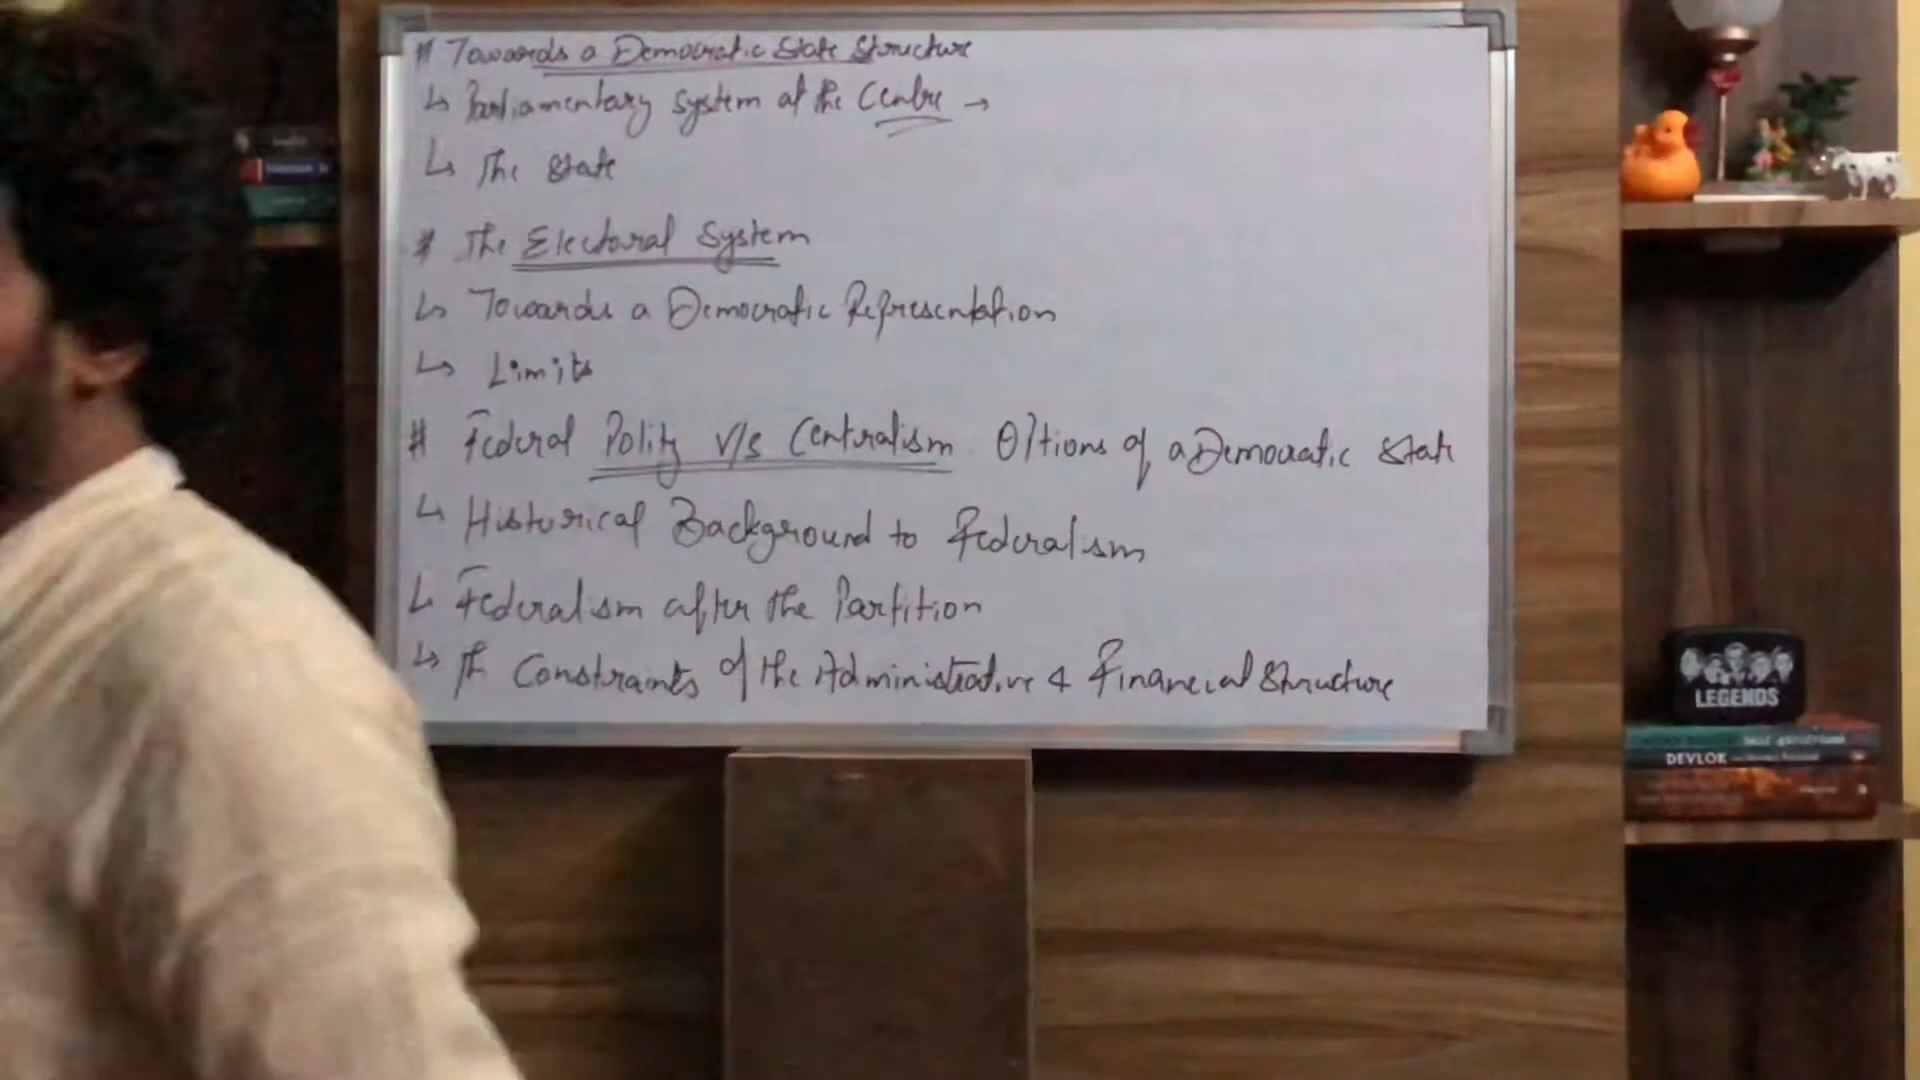 # Towards a Democratic State Structure
↳ Parliamentary System at the Centre →
↳ The State
# The Electoral System
↳ Towards a Democratic Representation
↳ Limits
# Federal Polity v/s Centralism Options of a Democratic State
↳ Historical Background to Federalism
↳ Federalism after the Partition
↳ Th Constraints of the Administrative & Financial Structure
LEGENDS
DEVLOK